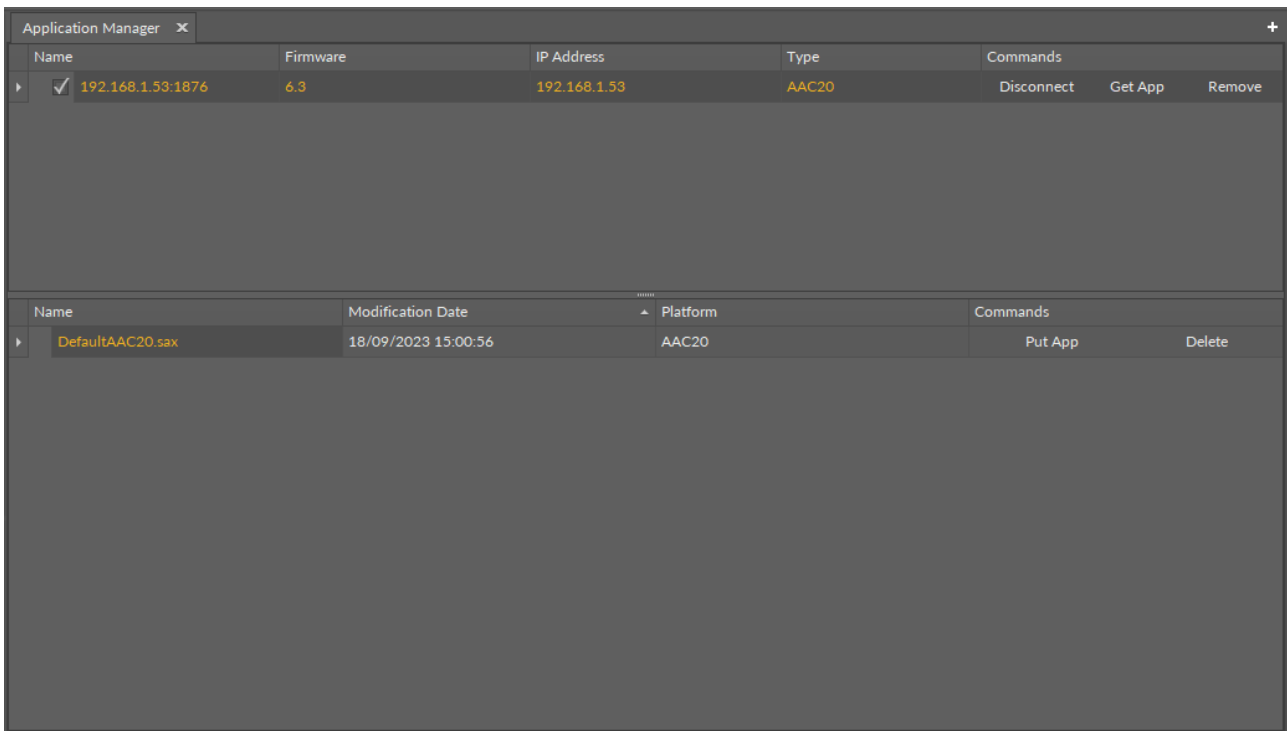 Application Manager x +
Name Firmware IP Address Type Commands
192.168.1.53:1876 6.3 192.168.1.53 AAC20 Disconnect Get App Remove
Name Modification Date Platform Commands
DefaultAAC20.sax 18/09/2023 15:00:56 AAC20 Put App Delete